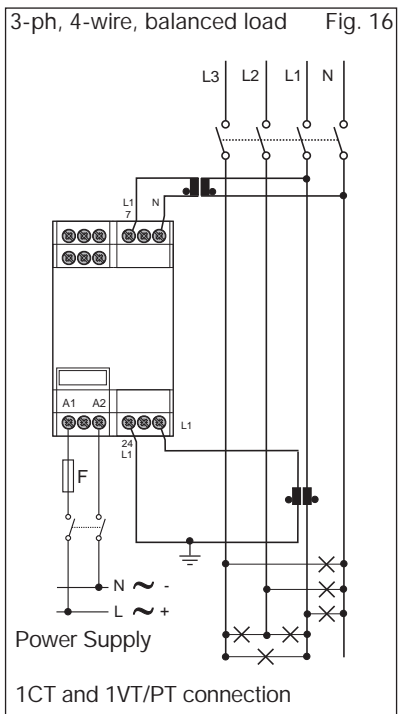 3-ph, 4-wire, balanced load Fig. 16
L3 L2 L1 N
L1 N
7
A1 A2
L1
24
L1
F
N ~ -
L ~ +
Power Supply
1CT and 1VT/PT connection